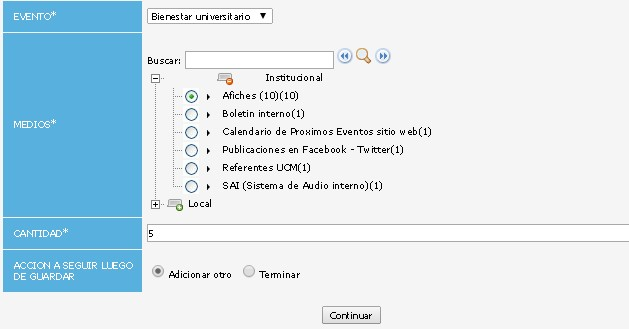 EVENTO*
Bienestar universitario
MEDIOS*
Buscar:
Institucional
Afiches (10)(10)
Boletin interno(1)
Calendario de Proximos Eventos sitio web(1)
Publicaciones en Facebook - Twitter(1)
Referentes UCM(1)
SAI (Sistema de Audio interno)(1)
Local
CANTIDAD*
5
ACCION A SEGUIR LUEGO
DE GUARDAR
Adicionar otro Terminar
Continuar